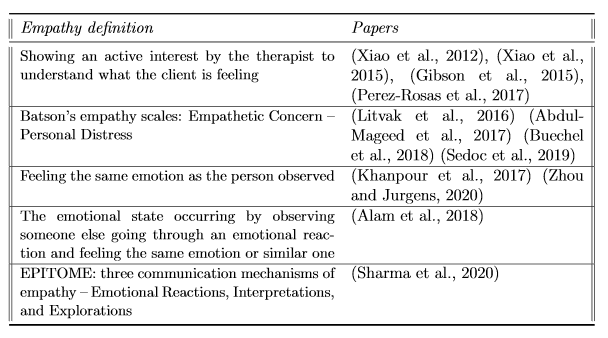 Empathy definition Papers
Showing an active interest by the therapist to understand what the client is feeling (Xiao et al., 2012), (Xiao et al., 2015), (Gibson et al., 2015), (Perez-Rosas et al., 2017)
Batson's empathy scales: Empathetic Concern – Personal Distress (Litvak et al., 2016) (Abdul-Mageed et al., 2017) (Buechel et al., 2018) (Sedoc et al., 2019)
Feeling the same emotion as the person observed (Khanpour et al., 2017) (Zhou and Jurgens, 2020)
The emotional state occurring by observing someone else going through an emotional reaction and feeling the same emotion or similar one (Alam et al., 2018)
EPITOME: three communication mechanisms of empathy – Emotional Reactions, Interpretations, and Explorations (Sharma et al., 2020)